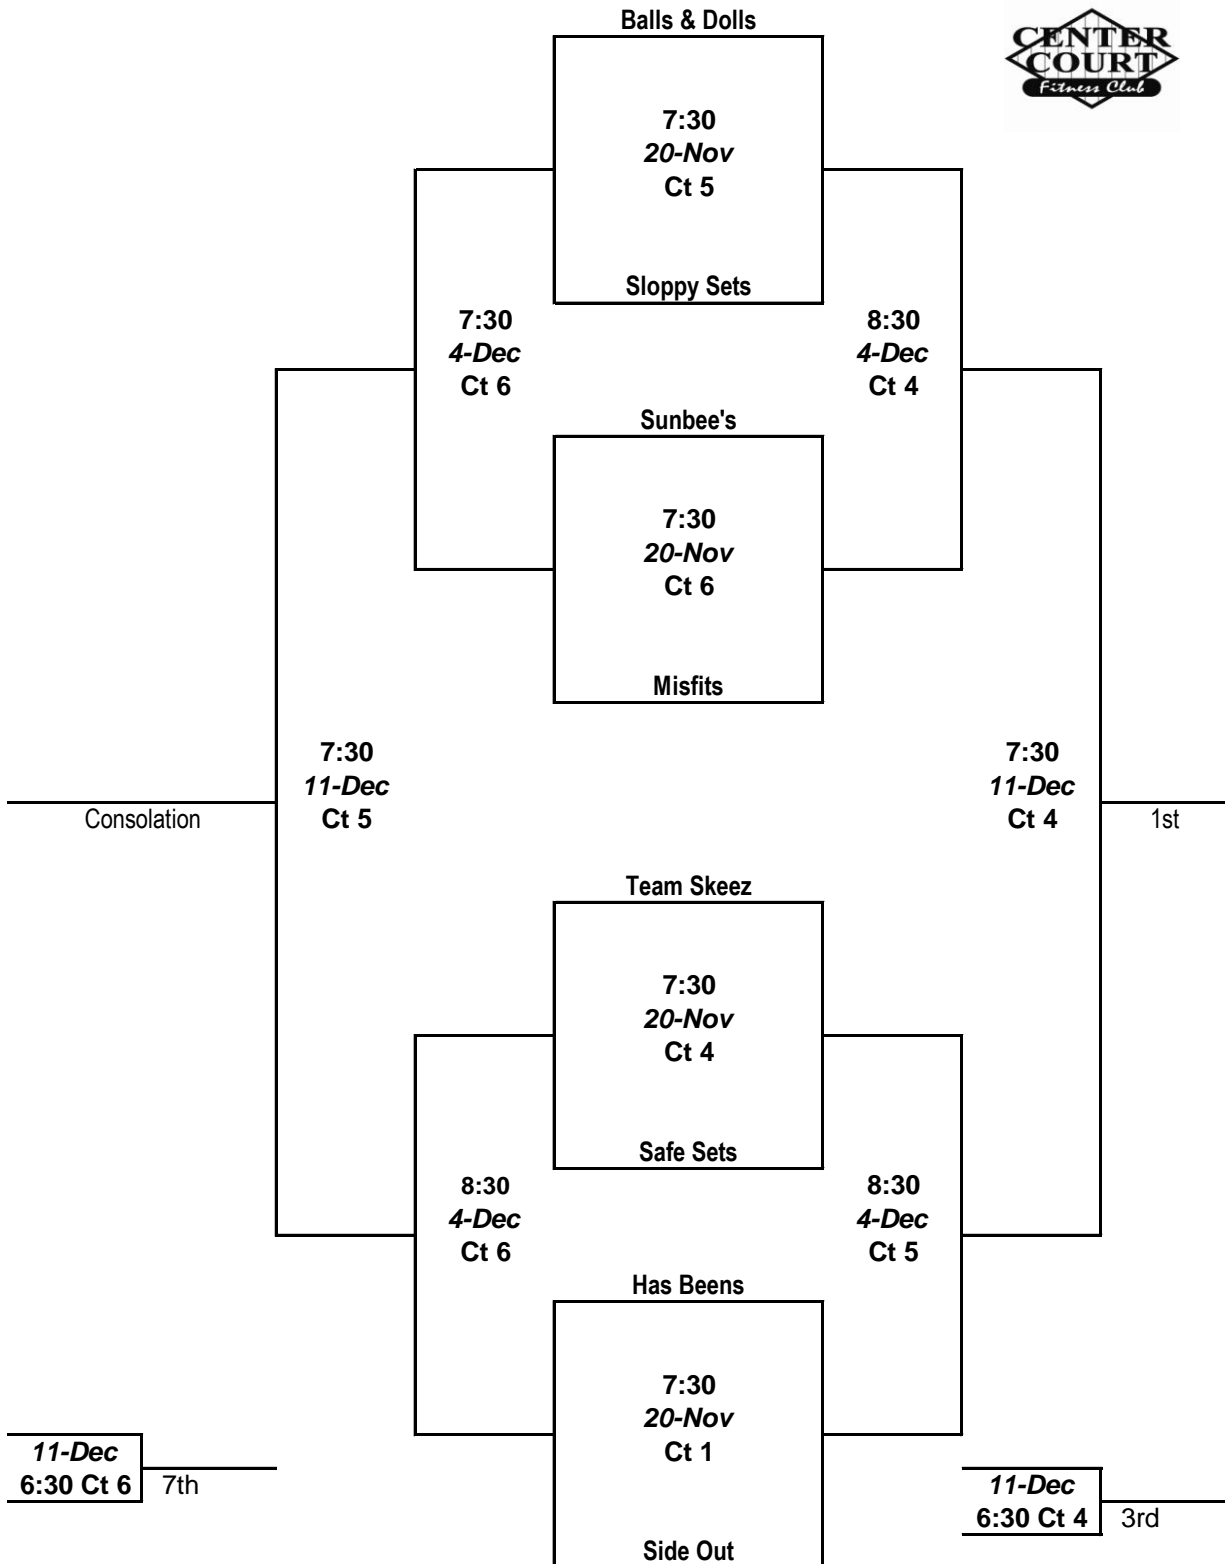 Balls & Dolls
CENTER
COURT
Fitness Club
7:30
20-Nov
Ct 5
Sloppy Sets
7:30
4-Dec
Ct 6
8:30
4-Dec
Ct 4
Sunbee's
7:30
20-Nov
Ct 6
Misfits
7:30
11-Dec
Ct 5
Consolation
7:30
11-Dec
Ct 4
1st
Team Skeez
7:30
20-Nov
Ct 4
Safe Sets
8:30
4-Dec
Ct 6
8:30
4-Dec
Ct 5
Has Beens
7:30
20-Nov
Ct 1
11-Dec
6:30 Ct 6
7th
11-Dec
6:30 Ct 4
3rd
Side Out